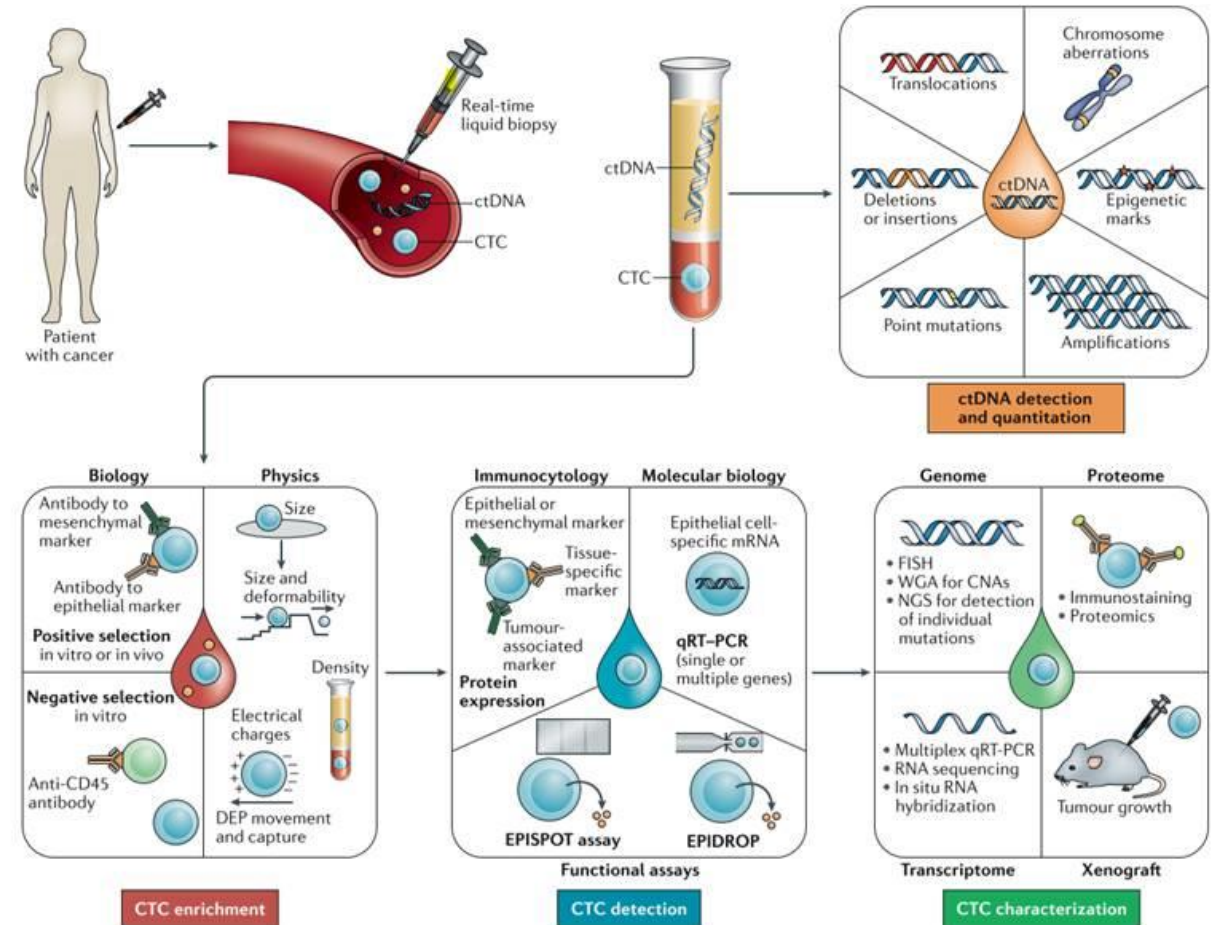 Patient
with cancer
Real-time
liquid biopsy
ctDNA
CTC
ctDNA
CTC
Translocations
Chromosome
aberrations
Deletions
or insertions
ctDNA
Epigenetic
marks
Point mutations
Amplifications
ctDNA detection
and quantitation
Biology
Physics
Antibody to
mesenchymal
marker
Antibody to
epithelial marker
Positive selection
in vitro or in vivo
Negative selection
in vitro
Anti-CD45
antibody
Size
Size and
deformability
Density
Electrical
charges
+ –
+ –
+ –
+ –
DEP movement
and capture
CTC enrichment
Immunocytology
Molecular biology
Epithelial or
mesenchymal marker
Tissue-
specific
marker
Tumour-
associated
marker
Protein
expression
Epithelial cell-
specific mRNA
qRT–PCR
(single or
multiple genes)
EPISPOT assay
EPIDROP
Functional assays
CTC detection
Genome
Proteome
• FISH
• WGA for CNAs
• NGS for detection
of individual
mutations
• Immunostaining
• Proteomics
• Multiplex qRT-PCR
• RNA sequencing
• In situ RNA
hybridization
Tumour growth
Transcriptome
Xenograft
CTC characterization